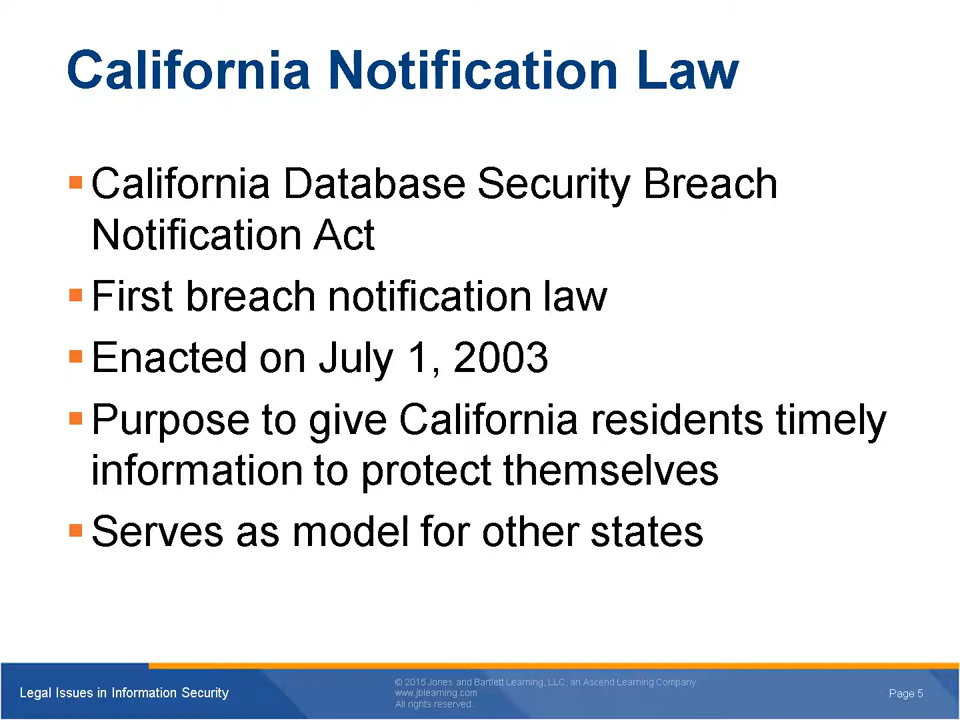 California Notification Law
California Database Security Breach
Notification Act
First breach notification law
Enacted on July 1, 2003
Purpose to give California residents timely
information to protect themselves
Serves as model for other states
Legal Issues in Information Security
© 2015 Jones and Bartlett Learning, LLC, an Ascend Learning Company
www.jblearning.com
All rights reserved.
Page 5